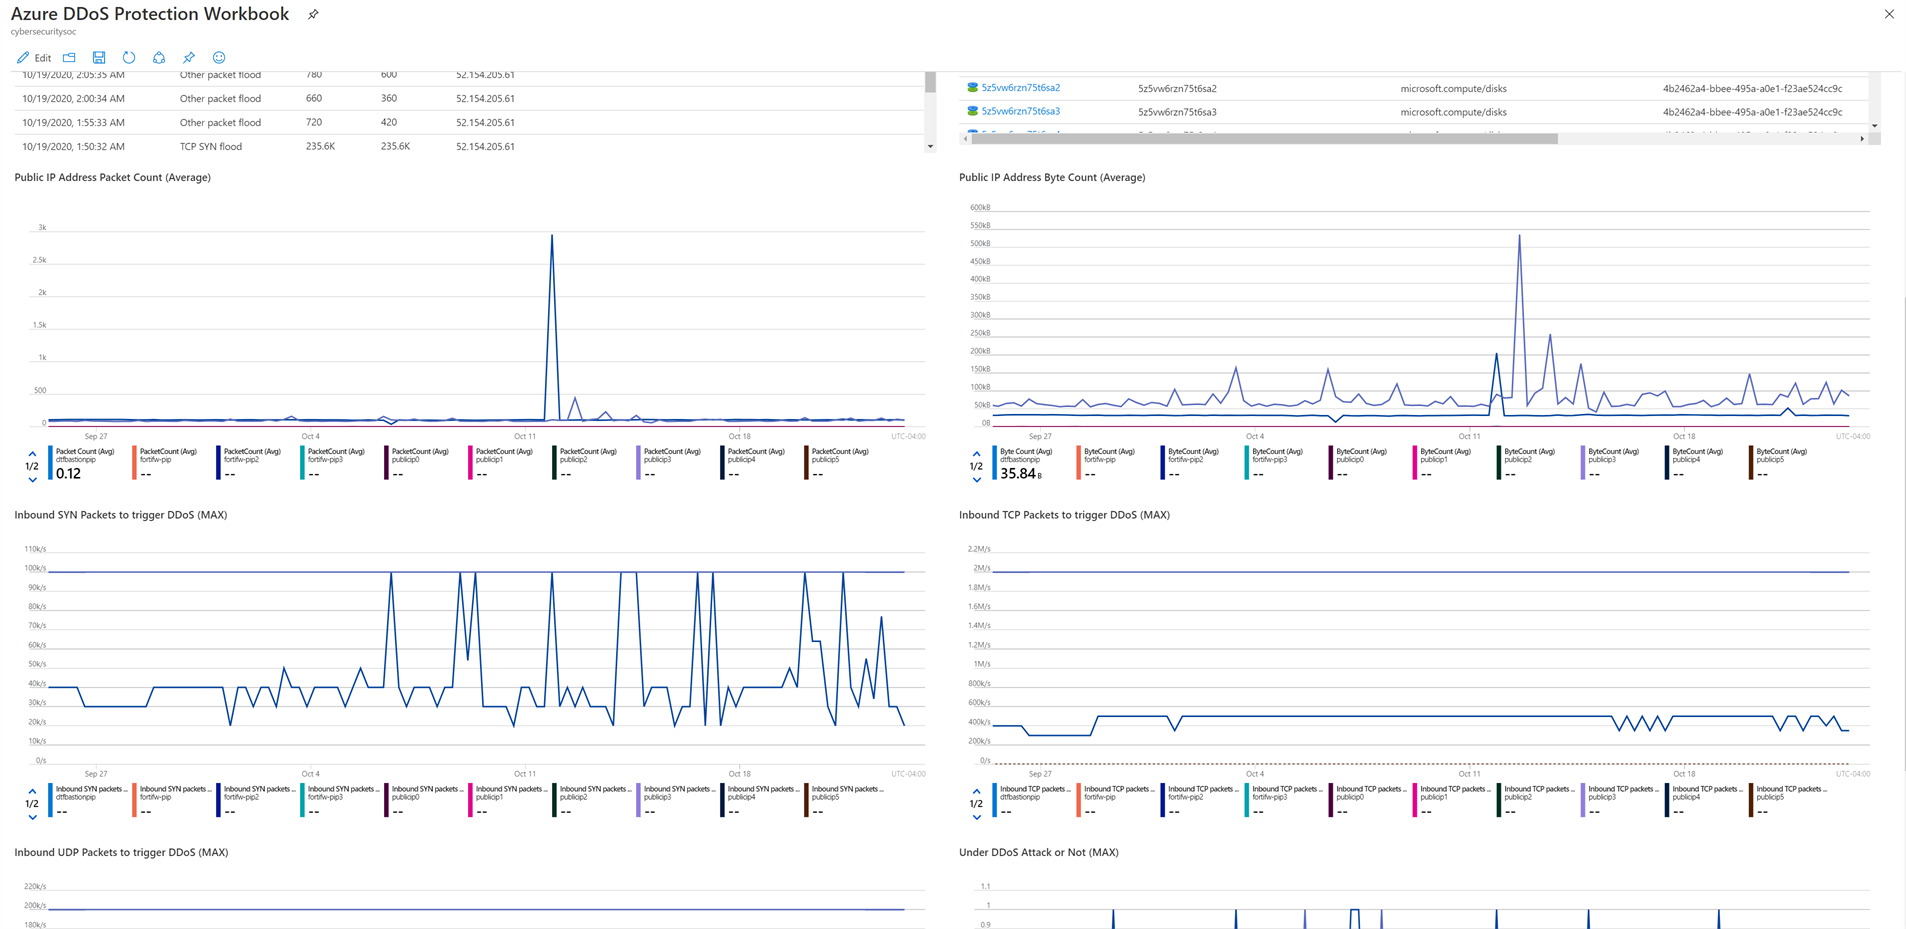 Azure DDoS Protection Workbook
cybersecuritysoc
Edit
10/19/2020, 2:05:35 AM Other packet flood 780 600 52.154.205.61
10/19/2020, 2:00:34 AM Other packet flood 660 360 52.154.205.61
10/19/2020, 1:55:33 AM Other packet flood 720 420 52.154.205.61
10/19/2020, 1:50:32 AM TCP SYN flood 235.6K 235.6K 52.154.205.61
5z5vw6rzn75t6sa2 5z5vw6rzn75t6sa2 microsoft.compute/disks 4b2462a4-bbee-495a-a0e1-f23ae524cc9c
5z5vw6rzn75t6sa3 5z5vw6rzn75t6sa3 microsoft.compute/disks 4b2462a4-bbee-495a-a0e1-f23ae524cc9c
Public IP Address Packet Count (Average)
3k
2.5k
2k
1.5k
1k
500
0
Sep 27 Oct 4 Oct 11 Oct 18 UTC-04:00
1/2
Packet Count (Avg) PacketCount (Avg) PacketCount (Avg) PacketCount (Avg) PacketCount (Avg) PacketCount (Avg) PacketCount (Avg) PacketCount (Avg) PacketCount (Avg) PacketCount (Avg)
dtfbastionpip fortifw-pip fortifw-pip2 fortifw-pip3 publicip0 publicip1 publicip2 publicip3 publicip4 publicip5
0.12 -- -- -- -- -- -- -- -- --
Public IP Address Byte Count (Average)
600kB
550kB
500kB
450kB
400kB
350kB
300kB
250kB
200kB
150kB
100kB
50kB
0B
Sep 27 Oct 4 Oct 11 Oct 18 UTC-04:00
1/2
Byte Count (Avg) ByteCount (Avg) ByteCount (Avg) ByteCount (Avg) ByteCount (Avg) ByteCount (Avg) ByteCount (Avg) ByteCount (Avg) ByteCount (Avg) ByteCount (Avg)
dtfbastionpip fortifw-pip fortifw-pip2 fortifw-pip3 publicip0 publicip1 publicip2 publicip3 publicip4 publicip5
35.84 B -- -- -- -- -- -- -- -- --
Inbound SYN Packets to trigger DDoS (MAX)
110k/s
100k/s
90k/s
80k/s
70k/s
60k/s
50k/s
40k/s
30k/s
20k/s
10k/s
0/s
Sep 27 Oct 4 Oct 11 Oct 18 UTC-04:00
1/2
Inbound SYN packets ... Inbound SYN packets ... Inbound SYN packets ... Inbound SYN packets ... Inbound SYN packets ... Inbound SYN packets ... Inbound SYN packets ... Inbound SYN packets ... Inbound SYN packets ... Inbound SYN packets ...
dtfbastionpip fortifw-pip fortifw-pip2 fortifw-pip3 publicip0 publicip1 publicip2 publicip3 publicip4 publicip5
-- -- -- -- -- -- -- -- -- --
Inbound TCP Packets to trigger DDoS (MAX)
2.2M/s
2M/s
1.8M/s
1.6M/s
1.4M/s
1.2M/s
1M/s
800k/s
600k/s
400k/s
200k/s
0/s
Sep 27 Oct 4 Oct 11 Oct 18 UTC-04:00
1/2
Inbound TCP packets ... Inbound TCP packets ... Inbound TCP packets ... Inbound TCP packets ... Inbound TCP packets ... Inbound TCP packets ... Inbound TCP packets ... Inbound TCP packets ... Inbound TCP packets ... Inbound TCP packets ...
dtfbastionpip fortifw-pip fortifw-pip2 fortifw-pip3 publicip0 publicip1 publicip2 publicip3 publicip4 publicip5
-- -- -- -- -- -- -- -- -- --
Inbound UDP Packets to trigger DDoS (MAX)
220k/s
200k/s
180k/s
Under DDoS Attack or Not (MAX)
1.1
1
0.9